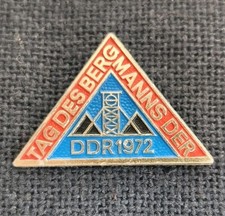 TAG DES BERGMANNS DER
DDR 1972